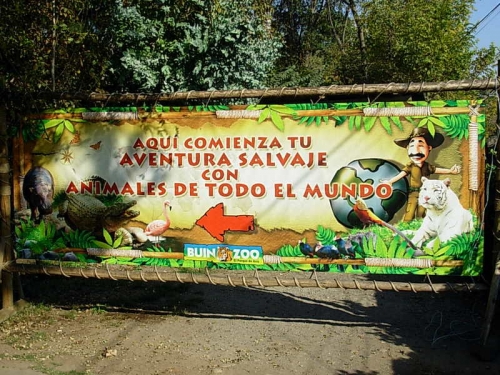 AQUÍ COMIENZA TU
AVENTURA SALVAJE
CON
ANIMALES DE TODO EL MUNDO
BUIN ZOO